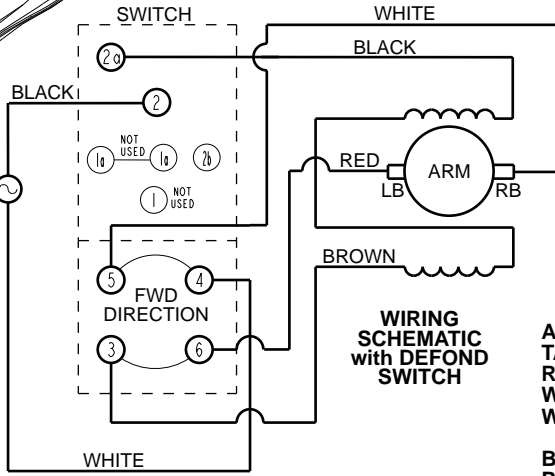 SWITCH
WHITE
2a
BLACK
BLACK
2
NOT
USED
1a
1a
2b
1
NOT
USED
RED
LB
ARM
RB
5
4
FWD
DIRECTION
BROWN
3
6
WIRING
SCHEMATIC
with DEFOND
SWITCH
WHITE
A
TA
R
W
W
B